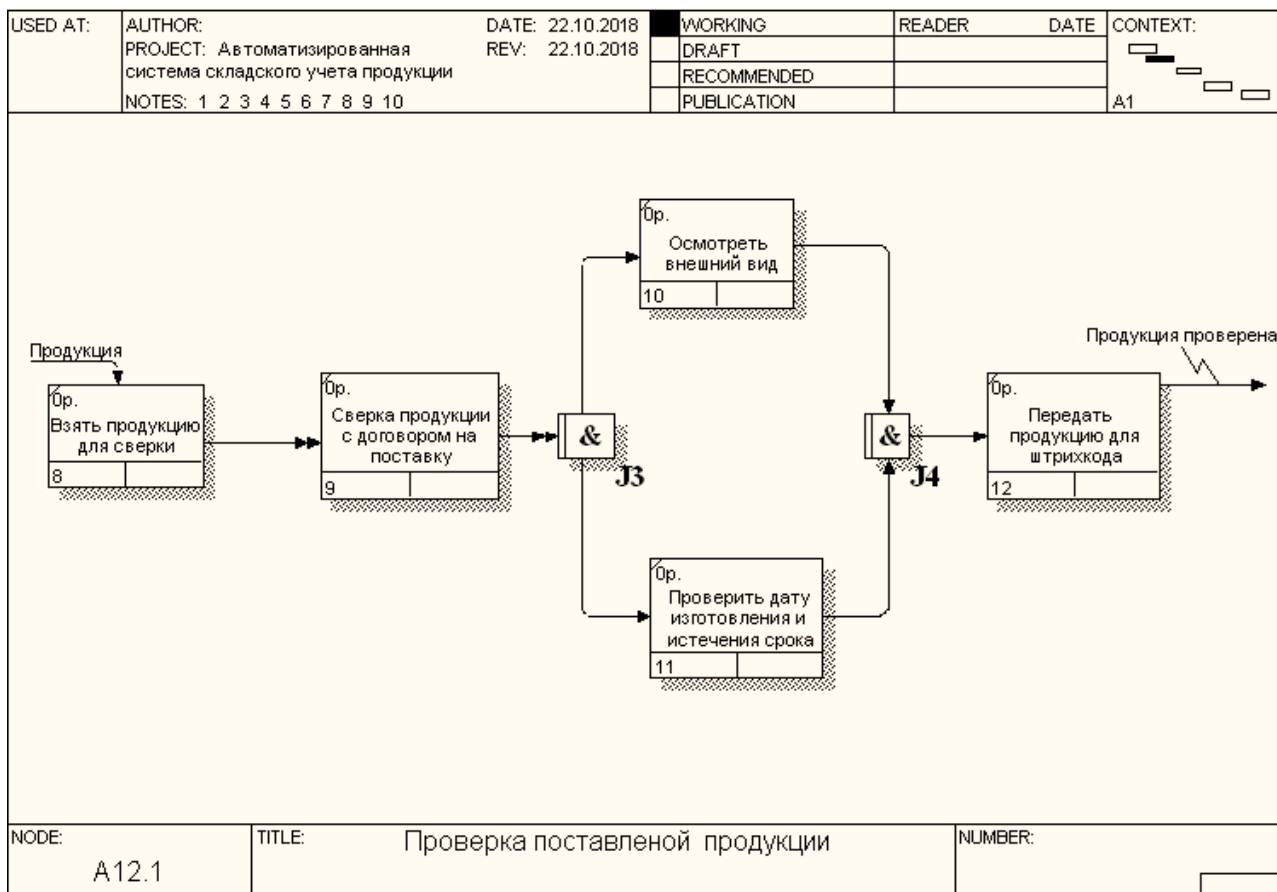 USED AT:
AUTHOR:
DATE: 22.10.2018
PROJECT: Автоматизированная
REV: 22.10.2018
система складского учета продукции
NOTES: 1 2 3 4 5 6 7 8 9 10
WORKING
DRAFT
RECOMMENDED
PUBLICATION
READER
DATE
CONTEXT:
A1
Продукция
0р.
Взять продукцию
для сверки
8
0р.
Сверка продукции
с договором на
поставку
9
&
J3
0р.
Осмотреть
внешний вид
10
0р.
Проверить дату
изготовления и
истечения срока
11
&
J4
0р.
Передать
продукцию для
штрихкода
12
Продукция проверена
NODE:
A12.1
TITLE:
Проверка поставленой продукции
NUMBER: